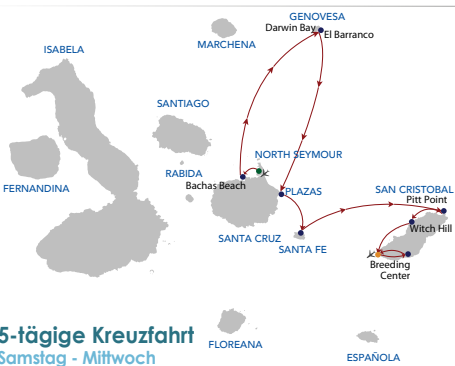 GENOVESA
Darwin Bay
El Barranco
MARCHENA
ISABELA
SANTIAGO
NORTH SEYMOUR
RABIDA
Bachas Beach
FERNANDINA
PLAZAS
SAN CRISTOBAL
Pitt Point
Witch Hill
SANTA CRUZ
SANTA FE
Breeding
Center
5-tägige Kreuzfahrt
Samstag - Mittwoch
FLOREANA
ESPAÑOLA